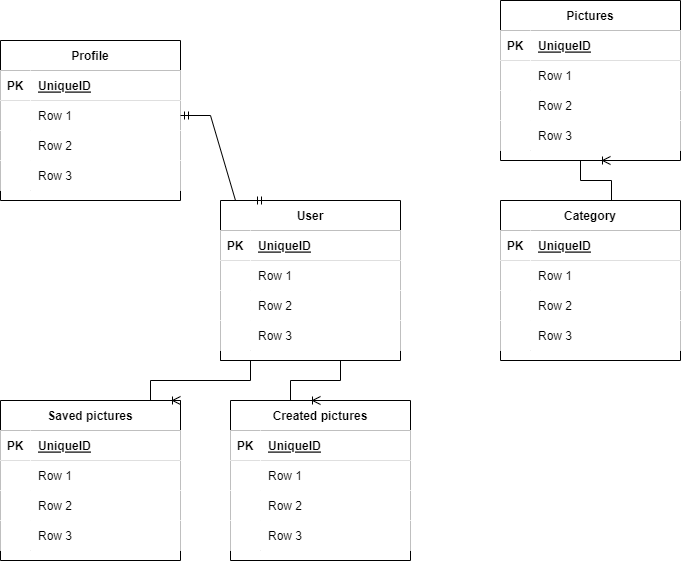 Profile
PK UniqueID
Row 1
Row 2
Row 3
Pictures
PK UniqueID
Row 1
Row 2
Row 3
User
PK UniqueID
Row 1
Row 2
Row 3
Category
PK UniqueID
Row 1
Row 2
Row 3
Saved pictures
PK UniqueID
Row 1
Row 2
Row 3
Created pictures
PK UniqueID
Row 1
Row 2
Row 3